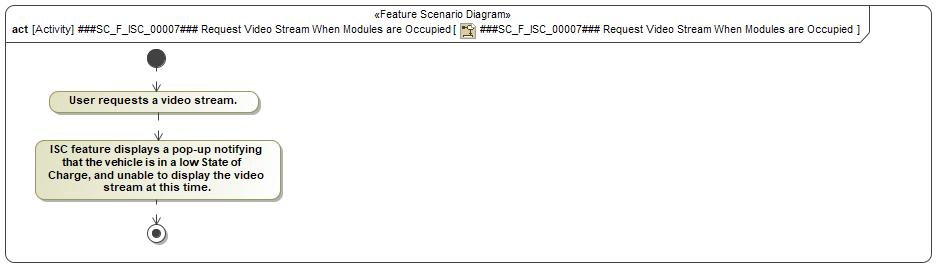 «Feature Scenario Diagram»
act [Activity] ###SC_F_ISC_00007### Request Video Stream When Modules are Occupied [ ###SC_F_ISC_00007### Request Video Stream When Modules are Occupied ]
User requests a video stream.
ISC feature displays a pop-up notifying
that the vehicle is in a low State of
Charge, and unable to display the video
stream at this time.